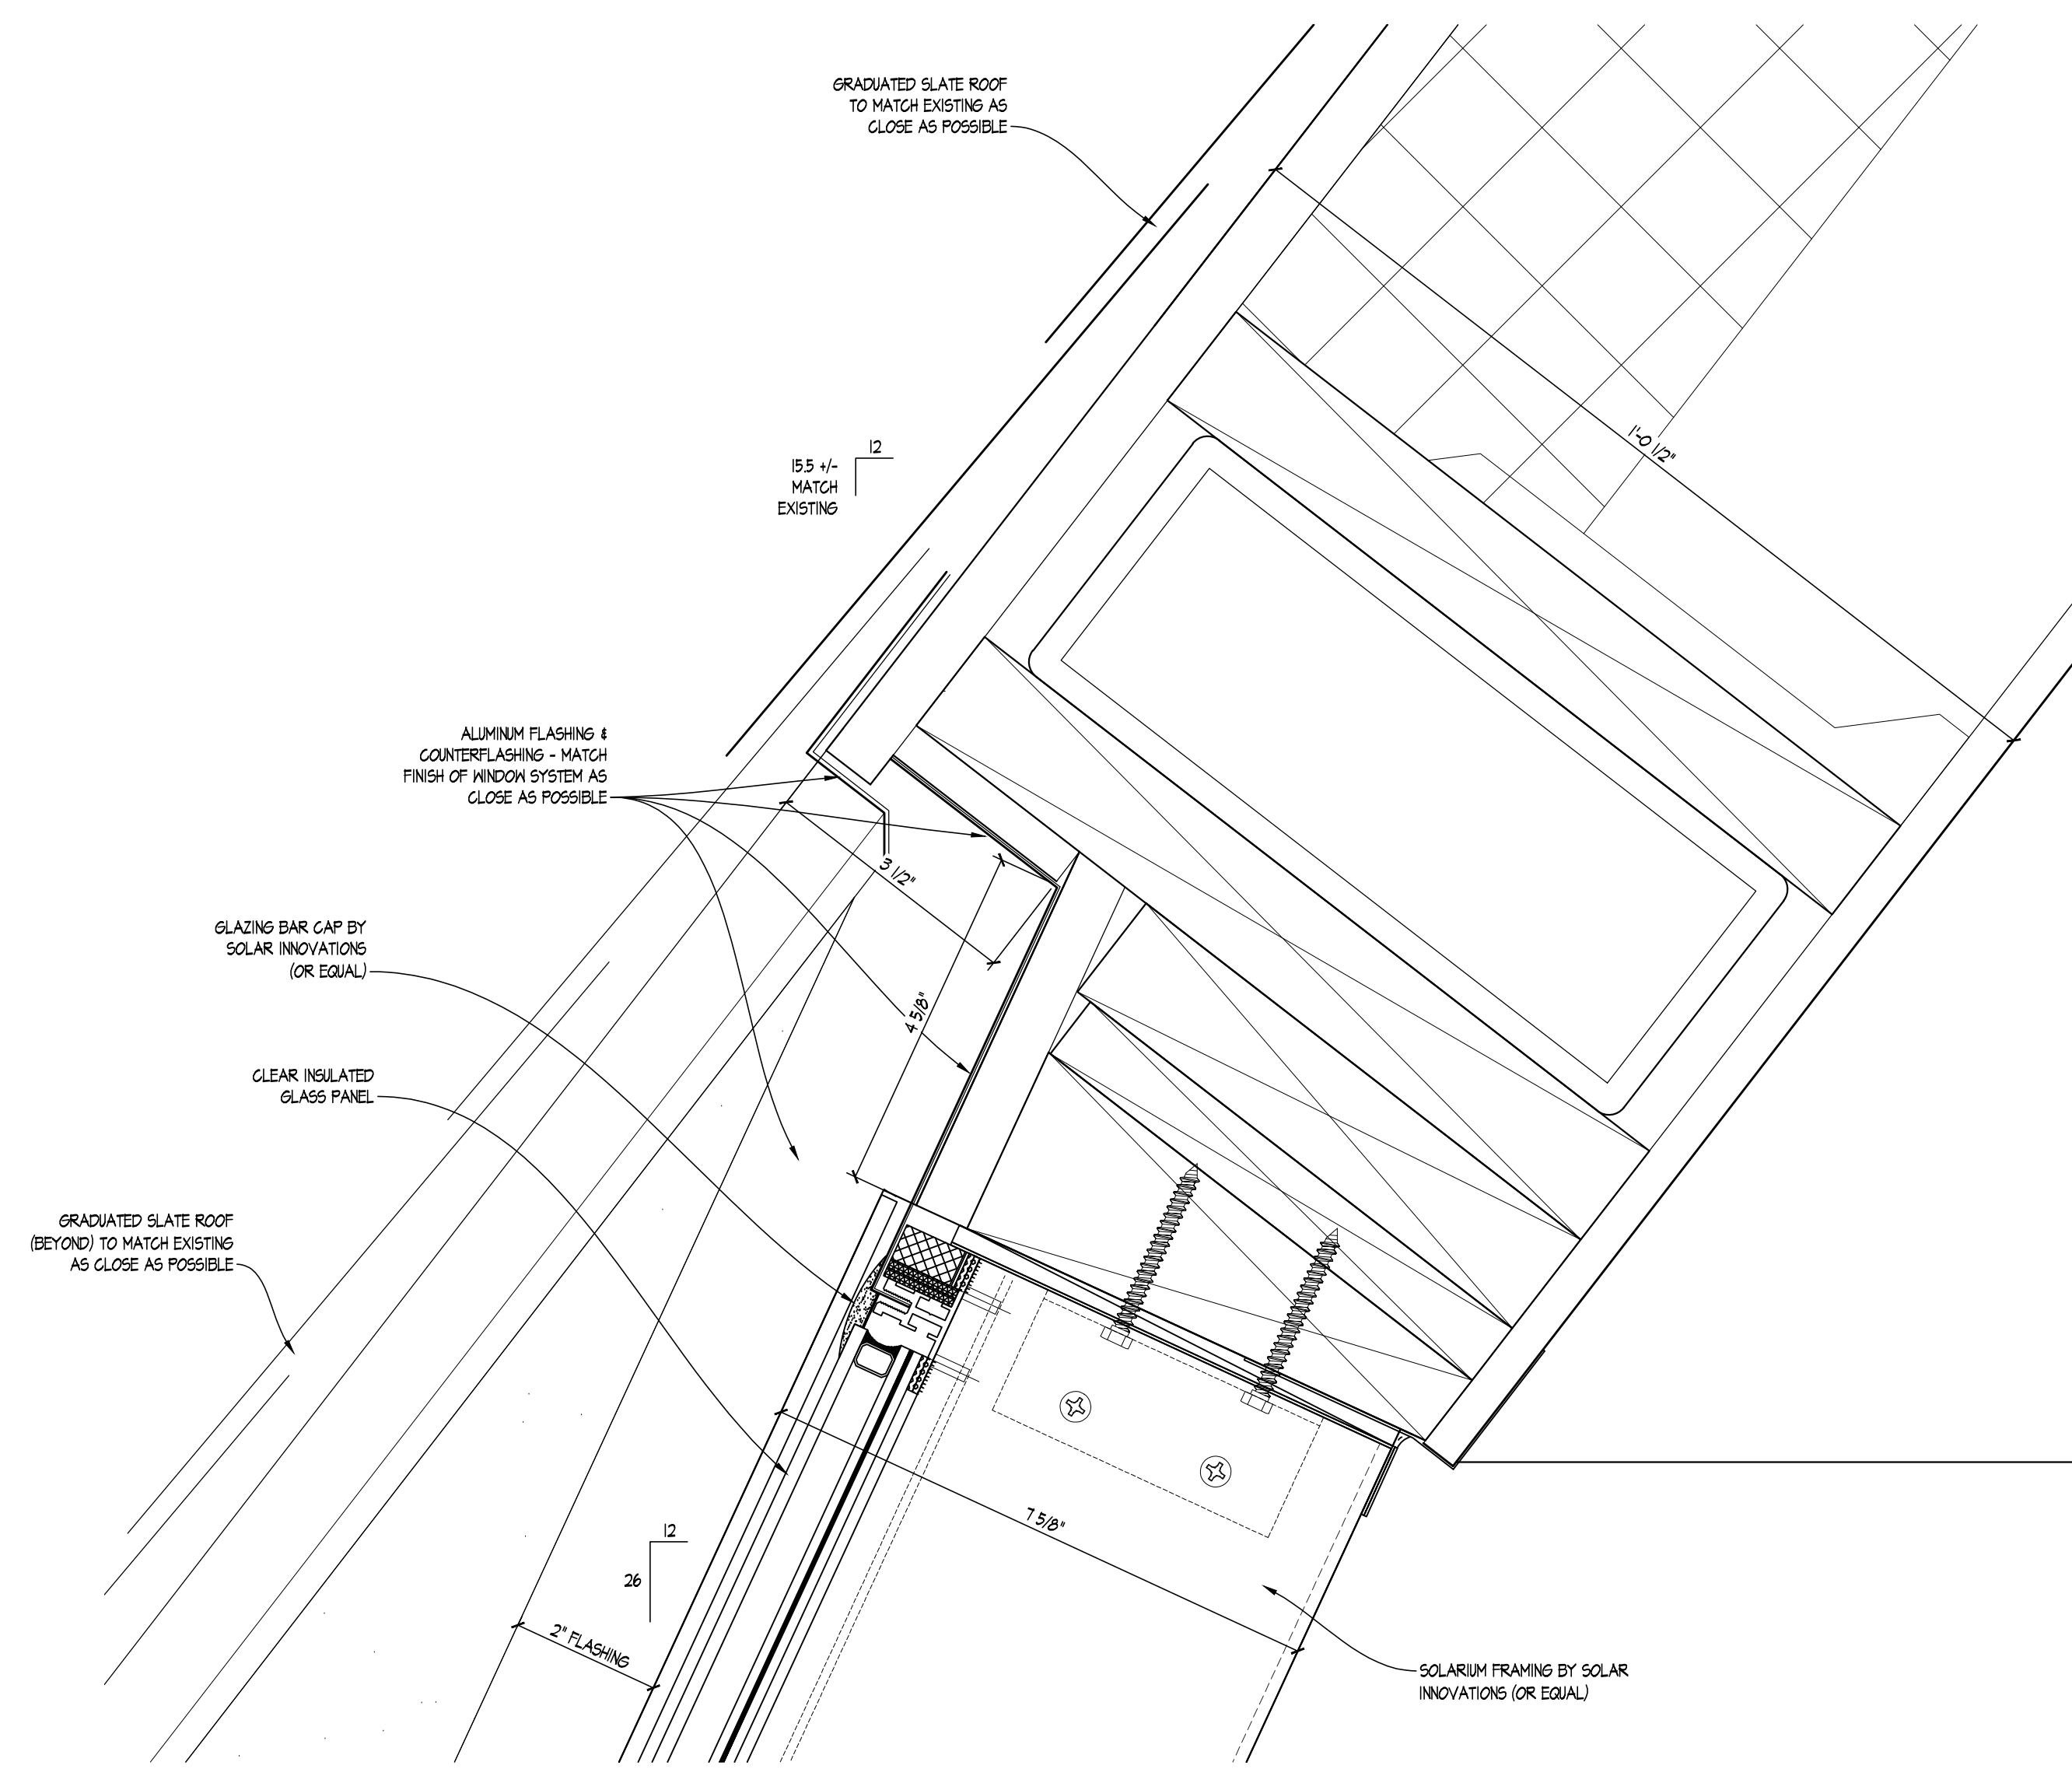 GRADUATED SLATE ROOF
TO MATCH EXISTING AS
CLOSE AS POSSIBLE
1'-0 1/2"
12
15.5 +/-
MATCH
EXISTING
ALUMINUM FLASHING &
COUNTERFLASHING - MATCH
FINISH OF WINDOW SYSTEM AS
CLOSE AS POSSIBLE
3 1/2"
4 5/8"
GLAZING BAR CAP BY
SOLAR INNOVATIONS
(OR EQUAL)
CLEAR INSULATED
GLASS PANEL
GRADUATED SLATE ROOF
(BEYOND) TO MATCH EXISTING
AS CLOSE AS POSSIBLE
7 5/8"
12
26
2" FLASHING
SOLARIUM FRAMING BY SOLAR
INNOVATIONS (OR EQUAL)